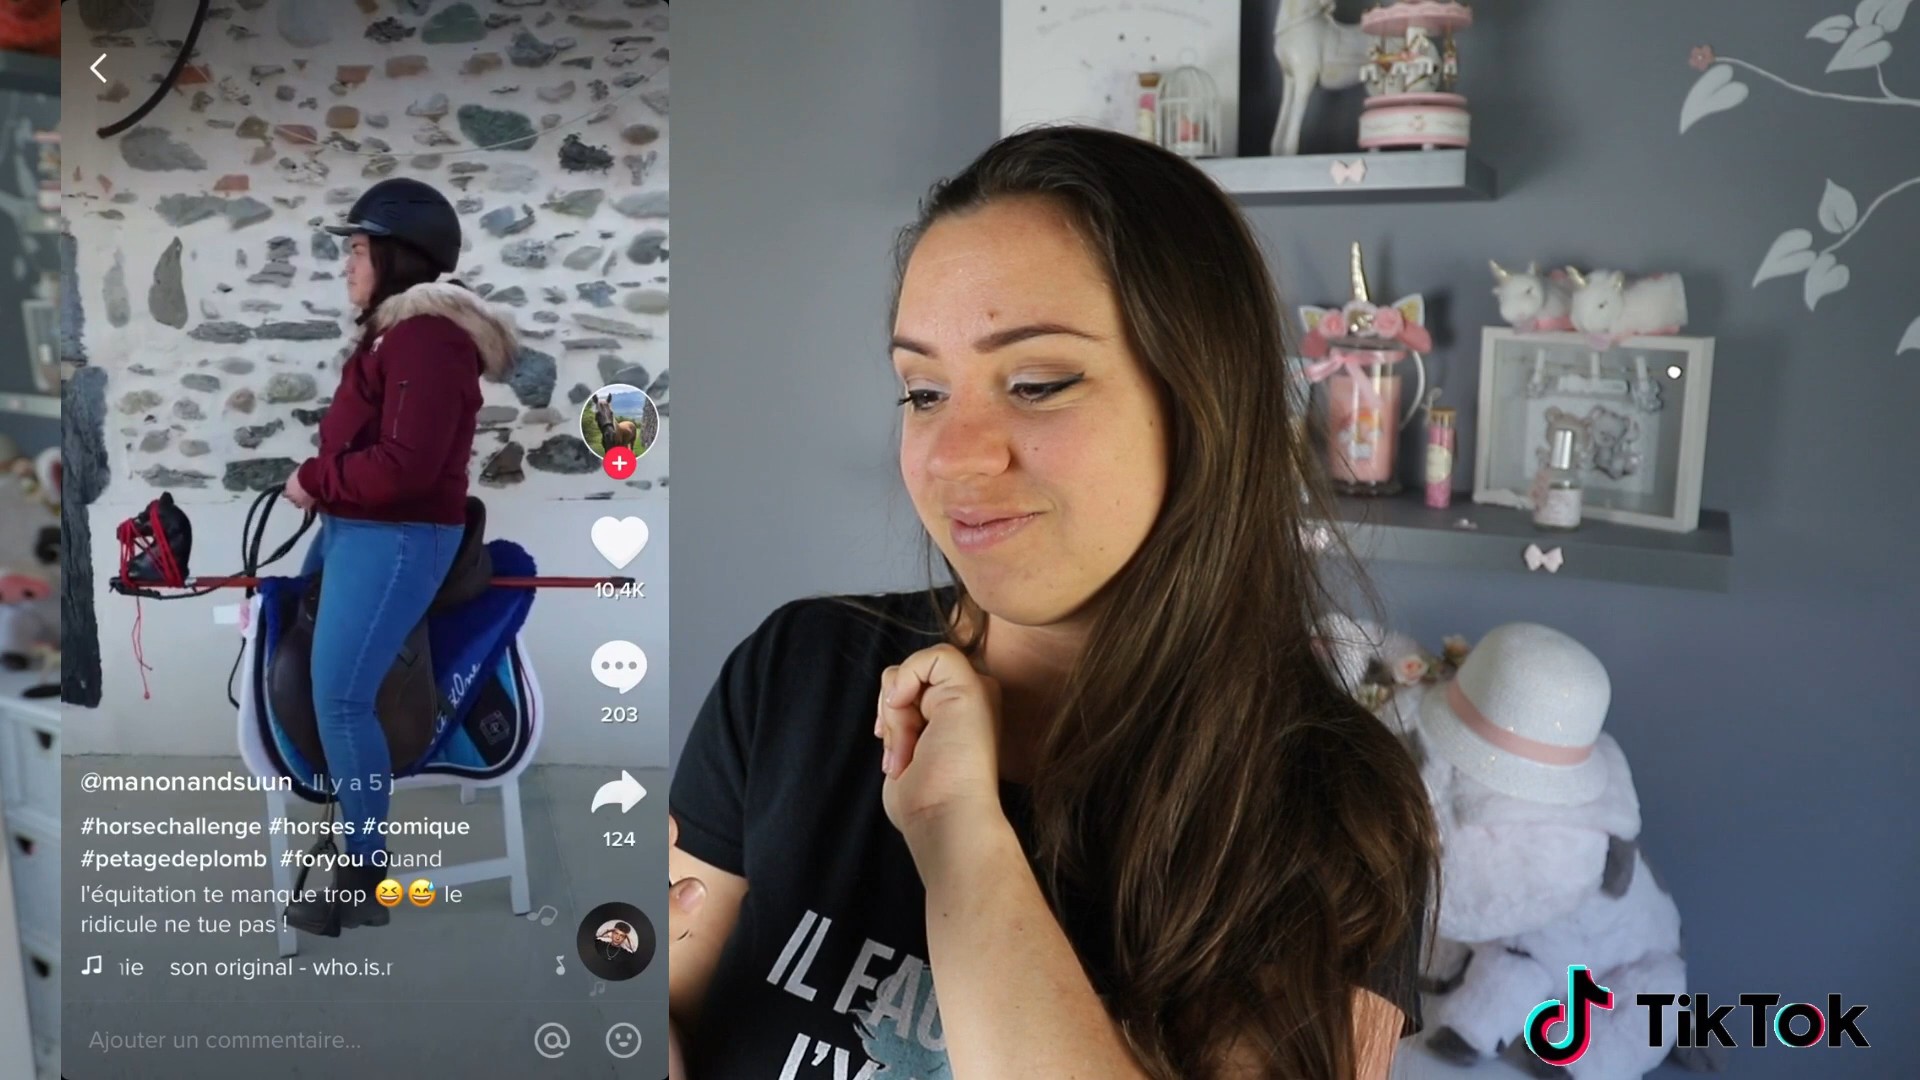 @manonandsuun · Il y a 5 j
#horsechallenge #horses #comique
#petagedeplomb #foryou Quand
l'équitation te manque trop 😆😅 le
ridicule ne tue pas !
son original - who.is.
Ajouter un commentaire...
10,4K
203
124
IL FAU
L'Y
TikTok